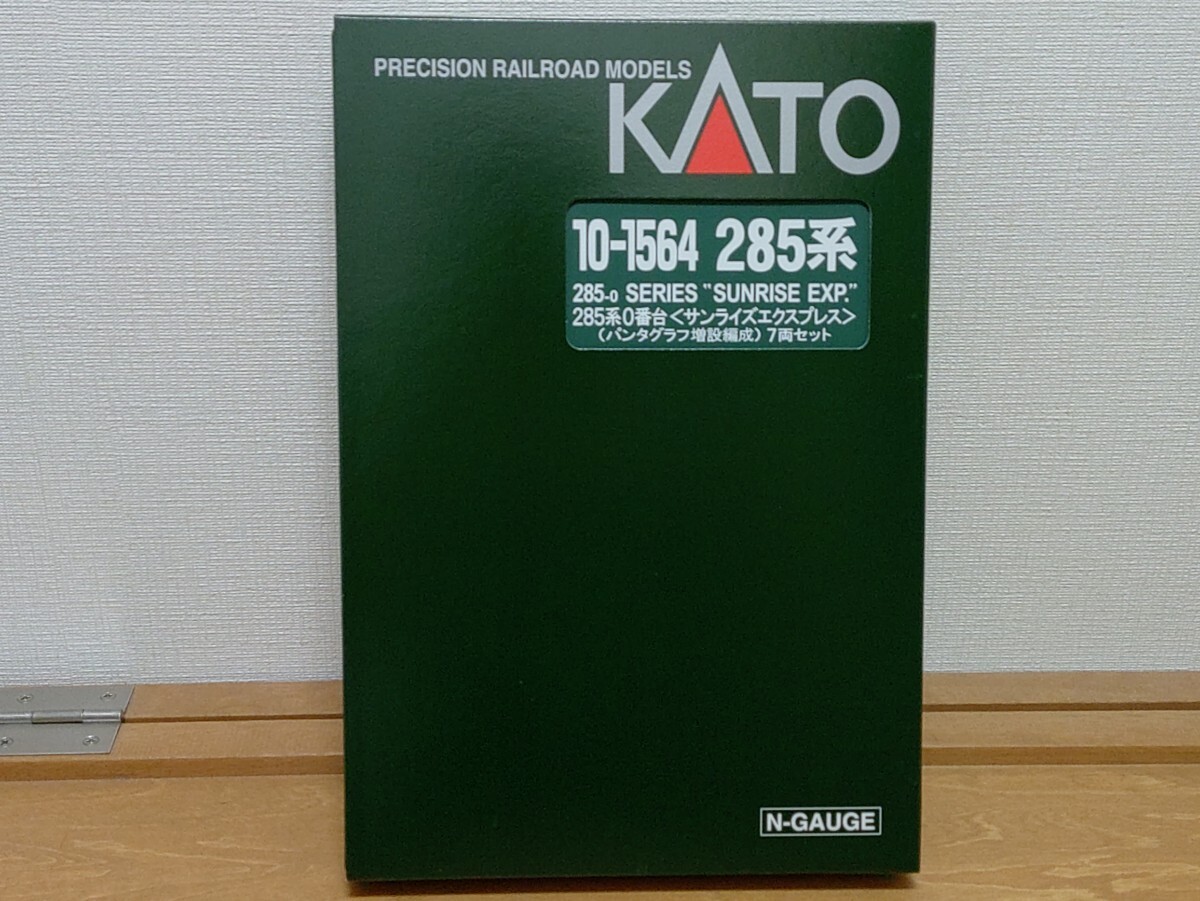 PRECISION RAILROAD MODELS
KATO
10-1564 285系
285-0 SERIES "SUNRISE EXP."
285系0番台<サンライズエクスプレス>
(パンタグラフ増設編成) 7両セット
N-GAUGE